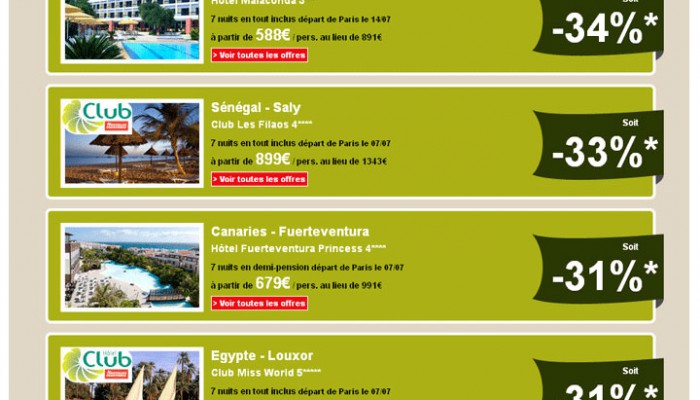 Hôtel Malaconda 3*
Soit
7 nuits en tout inclus départ de Paris le 14/07
-34%*
à partir de 588€/pers. au lieu de 891€
> Voir toutes les offres
Club
Sénégal - Saly
Club Les Filaos 4****
Soit
7 nuits en tout inclus départ de Paris le 07/07
-33%*
à partir de 899€/pers. au lieu de 1343€
> Voir toutes les offres
Canaries - Fuerteventura
Hôtel Fuerteventura Princess 4****
Soit
7 nuits en demi-pension départ de Paris le 07/07
-31%*
à partir de 679€/pers. au lieu de 991€
> Voir toutes les offres
Club
Egypte - Louxor
Club Miss World 5*****
Soit
7 nuits en tout inclus départ de Paris le 07/07
-31%*